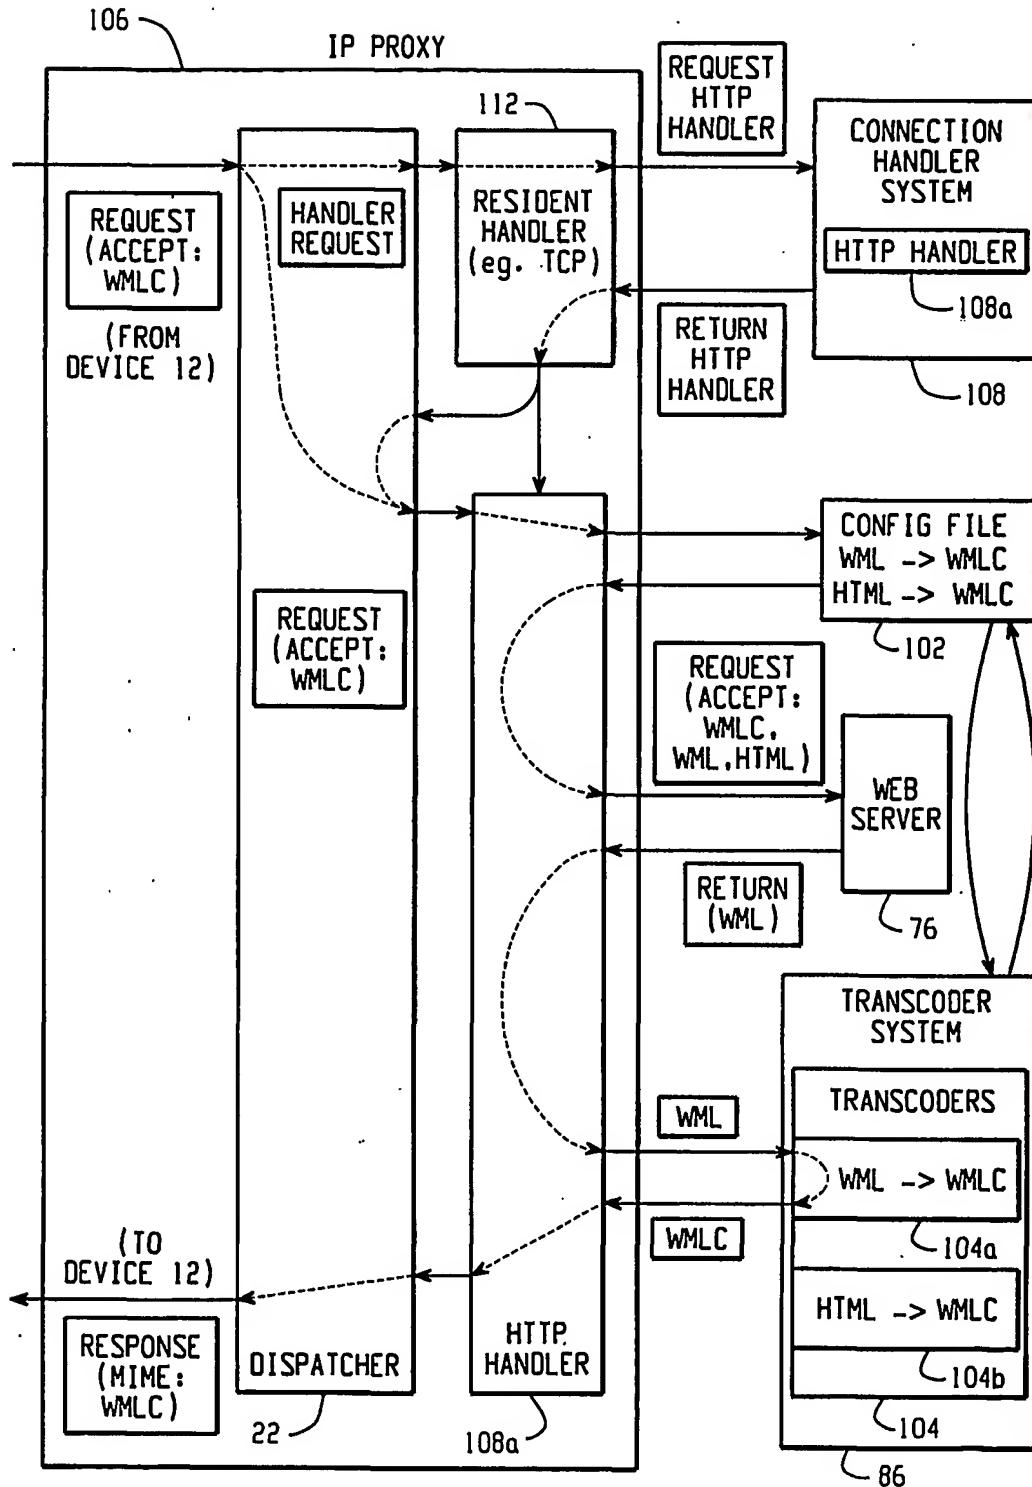 106
IP PROXY
REQUEST
HTTP
HANDLER
112
CONNECTION
HANDLER
SYSTEM
HTTP HANDLER
108a
108
REQUEST
(ACCEPT:
WMLC)
(FROM
DEVICE 12)
HANDLER
REQUEST
RESIDENT
HANDLER
(eg. TCP)
RETURN
HTTP
HANDLER
CONFIG FILE
WML -> WMLC
HTML -> WMLC
102
REQUEST
(ACCEPT:
WMLC)
REQUEST
(ACCEPT:
WMLC,
WML,HTML)
WEB
SERVER
76
RETURN
(WML)
TRANSCODER
SYSTEM
TRANSCODERS
WML
WML -> WMLC
104a
WMLC
HTML -> WMLC
104b
104
86
(TO
DEVICE 12)
RESPONSE
(MIME:
WMLC)
DISPATCHER
22
HTTP
HANDLER
108a